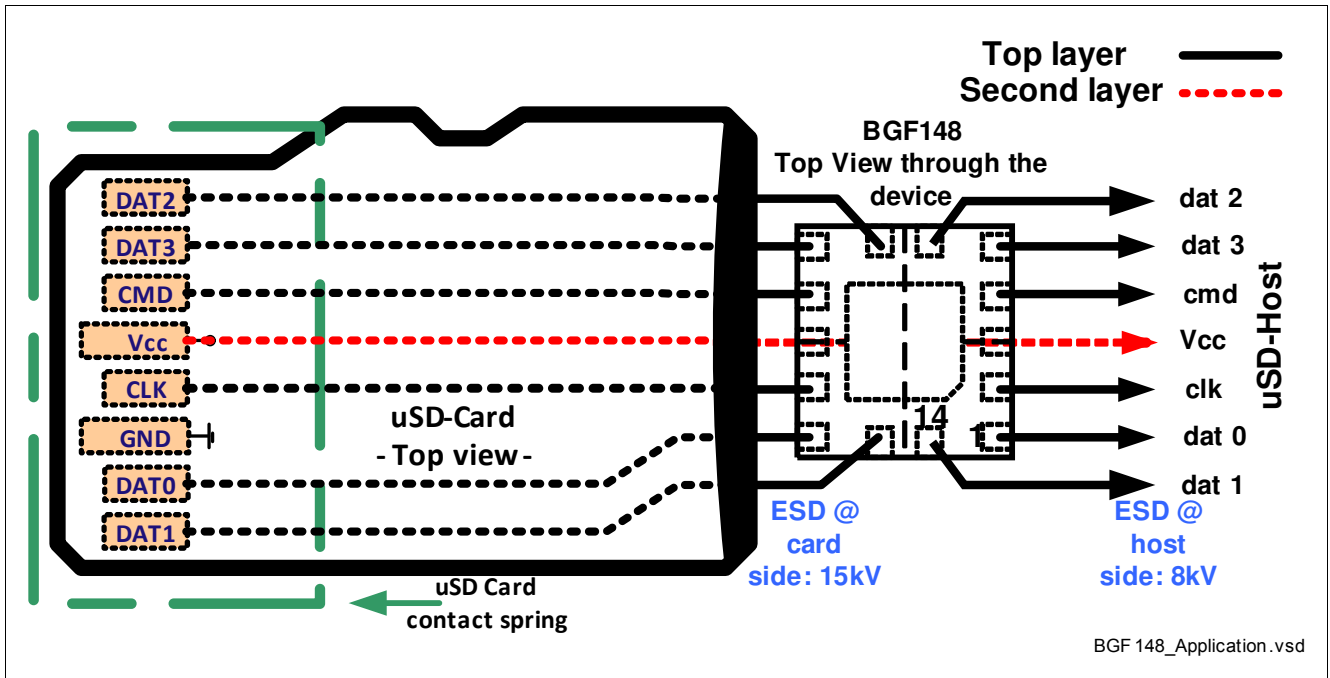 Top layer
Second layer
BGF148
Top View through the
device
DAT2
DAT3
CMD
Vcc
CLK
GND
DAT0
DAT1
uSD-Card
- Top view -
dat 2
dat 3
cmd
Vcc
clk
dat 0
dat 1
uSD-Host
14
1
ESD @
card
side: 15kV
ESD @
host
side: 8kV
uSD Card
contact spring
BGF 148_Application.vsd